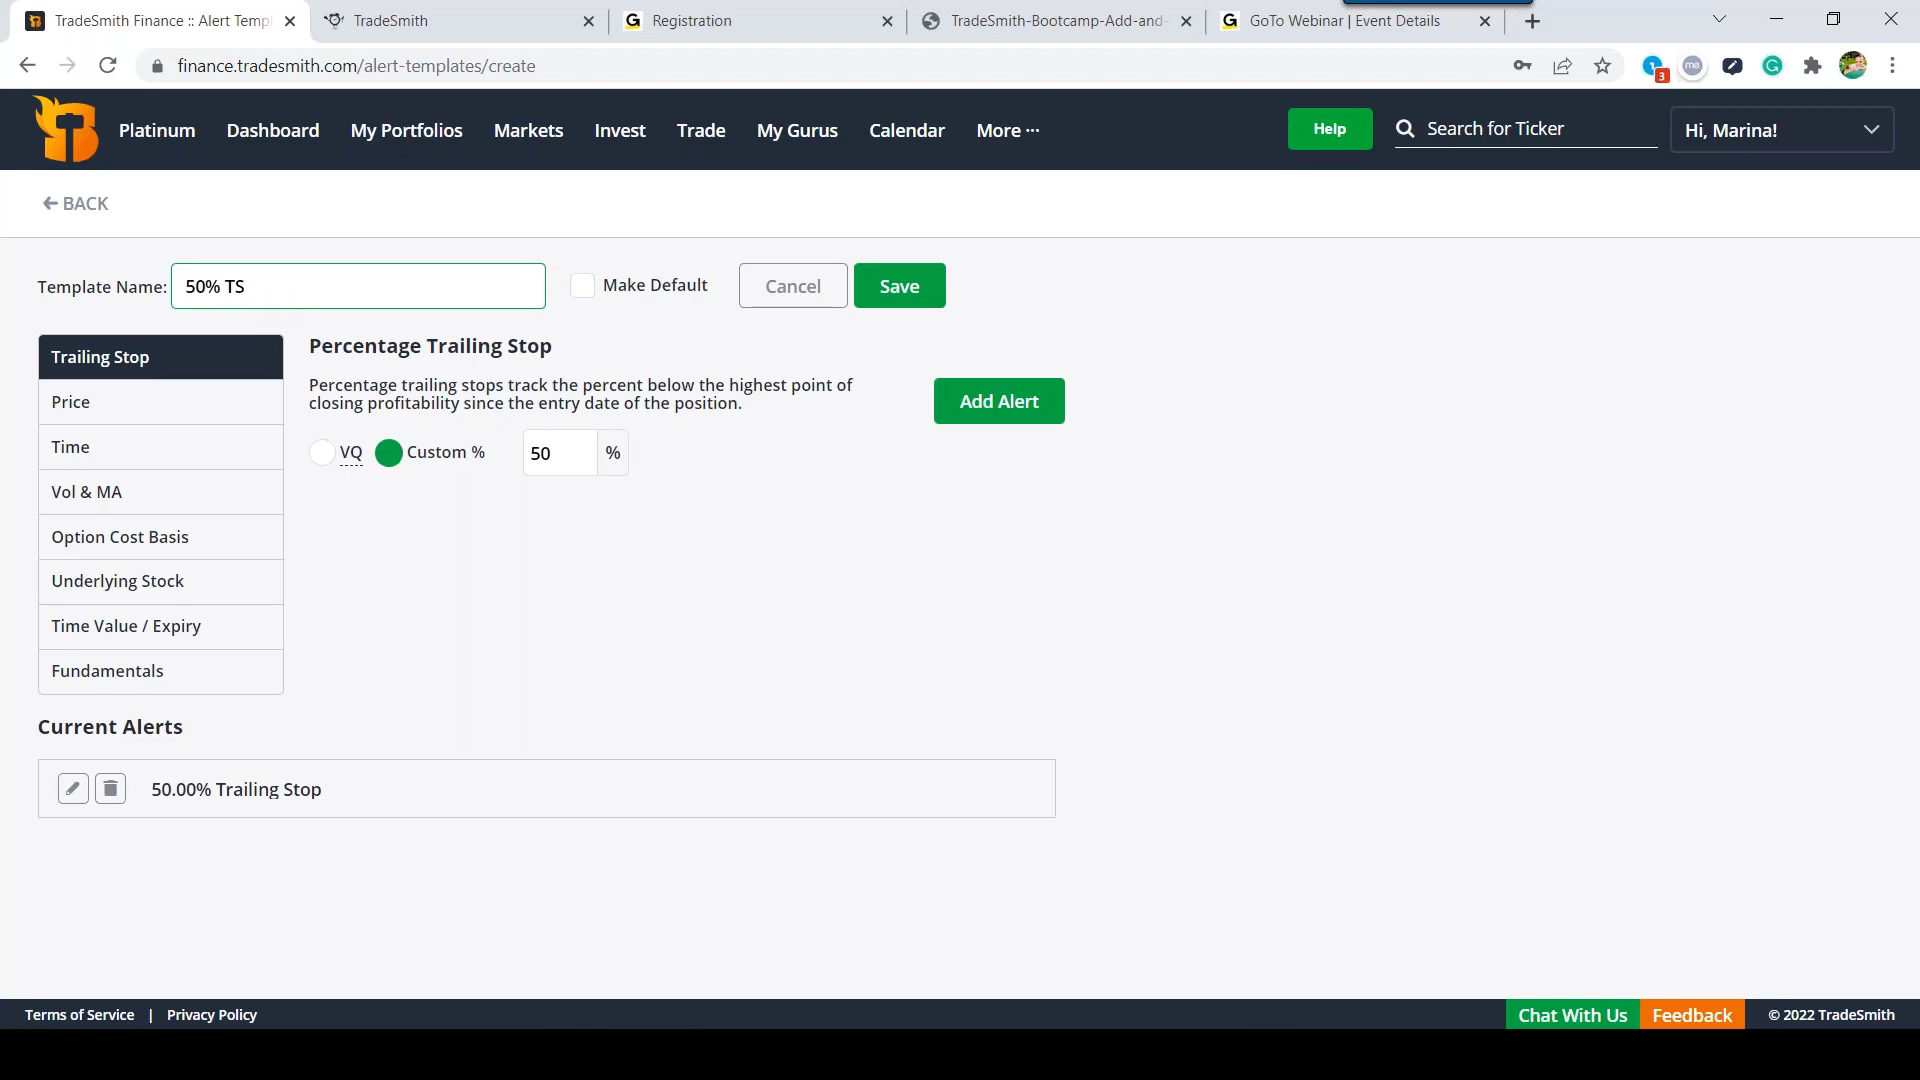 TradeSmith Finance :: Alert Temp
TradeSmith
Registration
TradeSmith-Bootcamp-Add-and-
GoTo Webinar | Event Details
finance.tradesmith.com/alert-templates/create
3
me
Platinum
Dashboard
My Portfolios
Markets
Invest
Trade
My Gurus
Calendar
More ···
Help
Search for Ticker
Hi, Marina!
BACK
Template Name:
50% TS
Make Default
Cancel
Save
Trailing Stop
Price
Time
Vol & MA
Option Cost Basis
Underlying Stock
Time Value / Expiry
Fundamentals
Percentage Trailing Stop
Percentage trailing stops track the percent below the highest point of
closing profitability since the entry date of the position.
Add Alert
VQ
Custom %
50
%
Current Alerts
50.00% Trailing Stop
Terms of Service | Privacy Policy
Chat With Us
Feedback
© 2022 TradeSmith